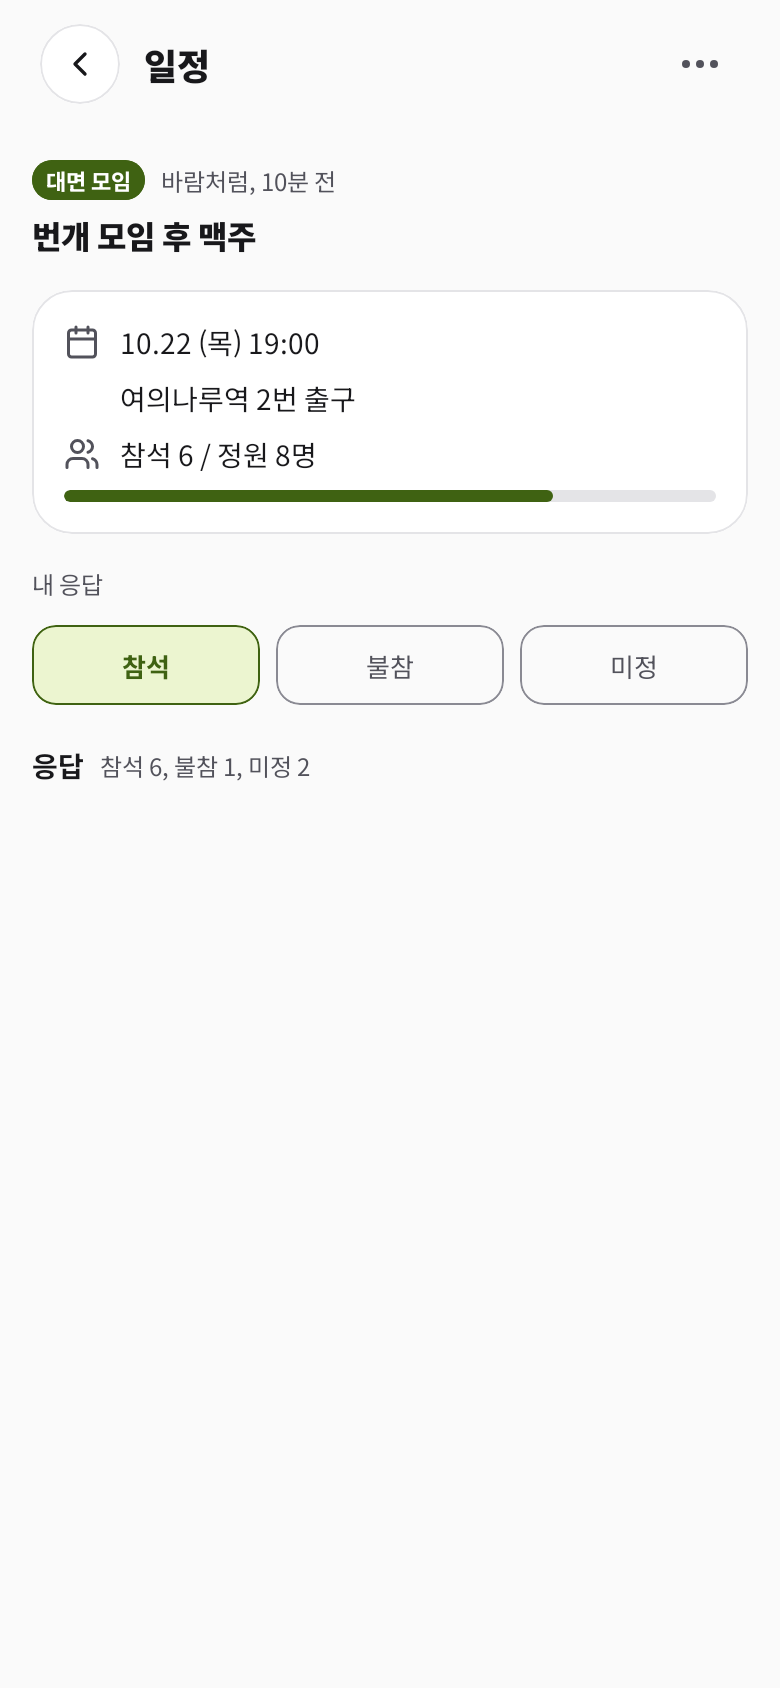 일정
대면 모임 바람처럼, 10분 전
번개 모임 후 맥주
10.22 (목) 19:00
여의나루역 2번 출구
참석 6 / 정원 8명
내 응답
참석 불참 미정
응답 참석 6, 불참 1, 미정 2